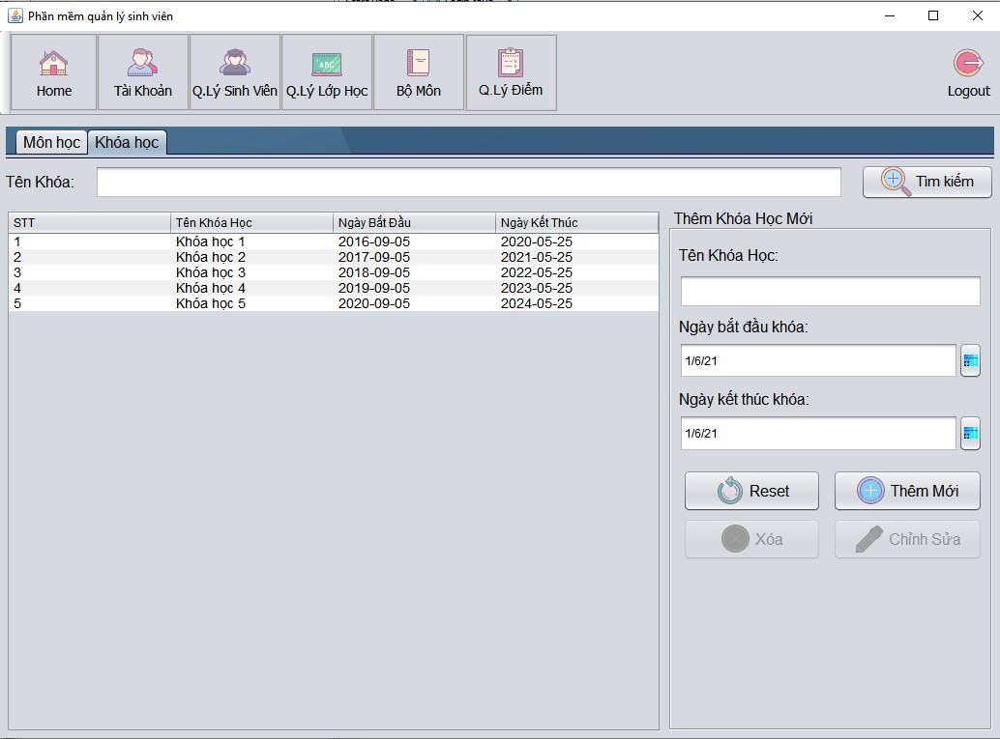 Phần mềm quản lý sinh viên
Home
Tài Khoản
Q.Lý Sinh Viên
Q.Lý Lớp Học
ABC
Bộ Môn
Q.Lý Điểm
Logout
Môn học
Khóa học
Tên Khóa:
Tìm kiếm
STT Tên Khóa Học Ngày Bắt Đầu Ngày Kết Thúc
1 Khóa học 1 2016-09-05 2020-05-25
2 Khóa học 2 2017-09-05 2021-05-25
3 Khóa học 3 2018-09-05 2022-05-25
4 Khóa học 4 2019-09-05 2023-05-25
5 Khóa học 5 2020-09-05 2024-05-25
Thêm Khóa Học Mới
Tên Khóa Học:
Ngày bắt đầu khóa:
1/6/21
Ngày kết thúc khóa:
1/6/21
Reset
Thêm Mới
Xóa
Chỉnh Sửa